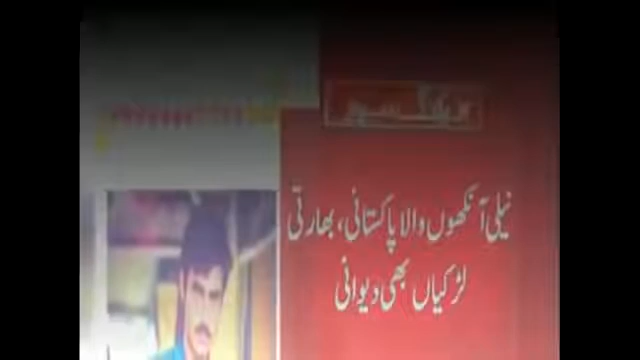 نیلی آنکھوں والا پاکستانی، بھارتی
لڑکیاں بھی دیوانی